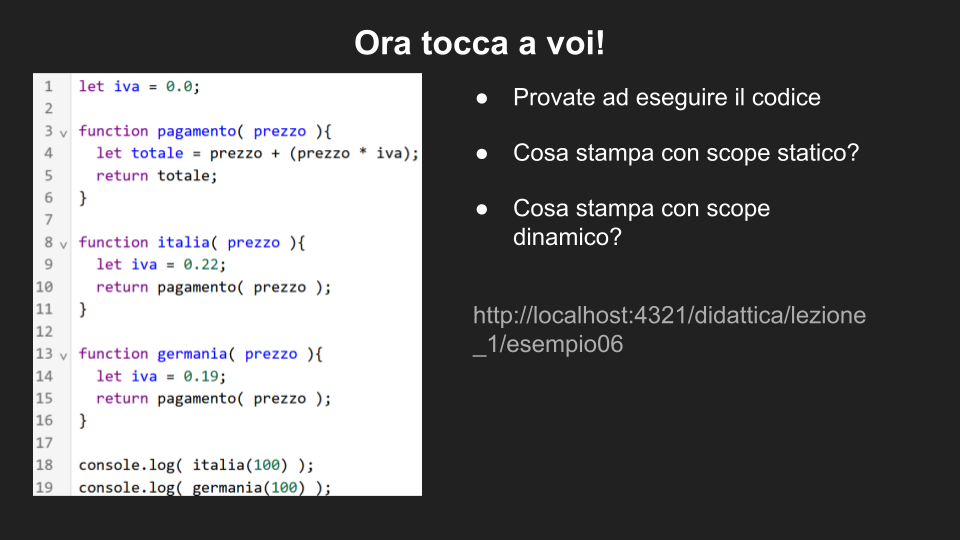 Ora tocca a voi!
1 let iva = 0.0;
2
3 function pagamento( prezzo ){
4 let totale = prezzo + (prezzo * iva);
5 return totale;
6 }
7
8 function italia( prezzo ){
9 let iva = 0.22;
10 return pagamento( prezzo );
11 }
12
13 function germania( prezzo ){
14 let iva = 0.19;
15 return pagamento( prezzo );
16 }
17
18 console.log( italia(100) );
19 console.log( germania(100) );
● Provate ad eseguire il codice
● Cosa stampa con scope statico?
● Cosa stampa con scope
dinamico?
http://localhost:4321/didattica/lezione
_1/esempio06